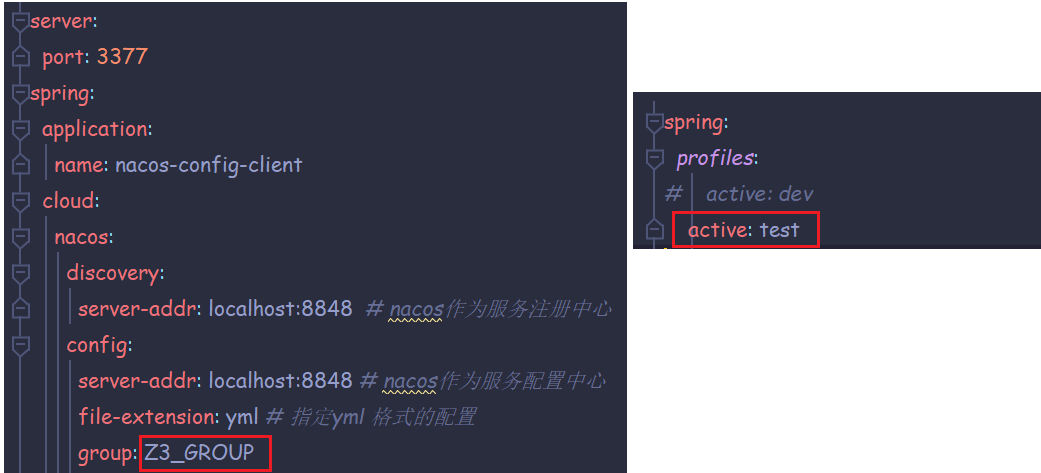 server:
port: 3377
spring:
application:
name: nacos-config-client
cloud:
nacos:
discovery:
server-addr: localhost:8848 # nacos作为服务注册中心
config:
server-addr: localhost:8848 # nacos作为服务配置中心
file-extension: yml # 指定yml 格式的配置
group: Z3_GROUP
spring:
profiles:
# active: dev
active: test